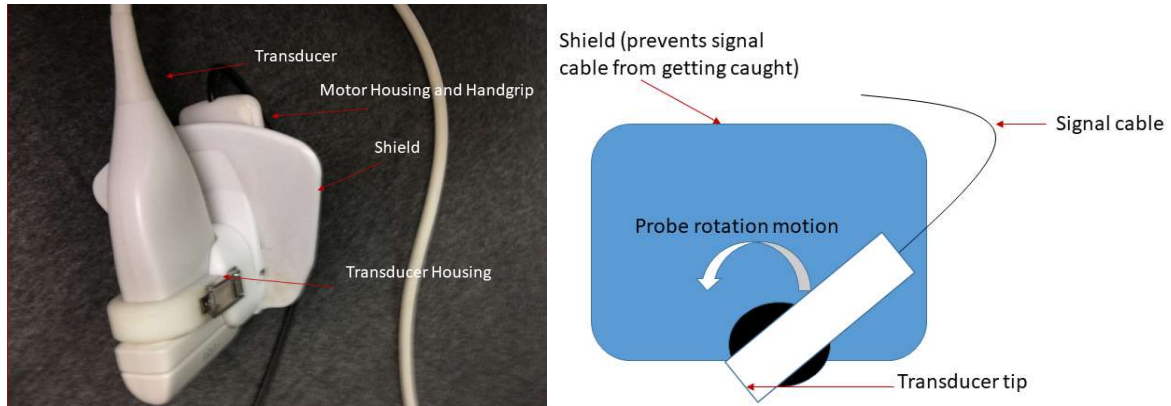 Transducer
Motor Housing and Handgrip
Shield
Transducer Housing
Shield (prevents signal
cable from getting caught)
Signal cable
Probe rotation motion
Transducer tip